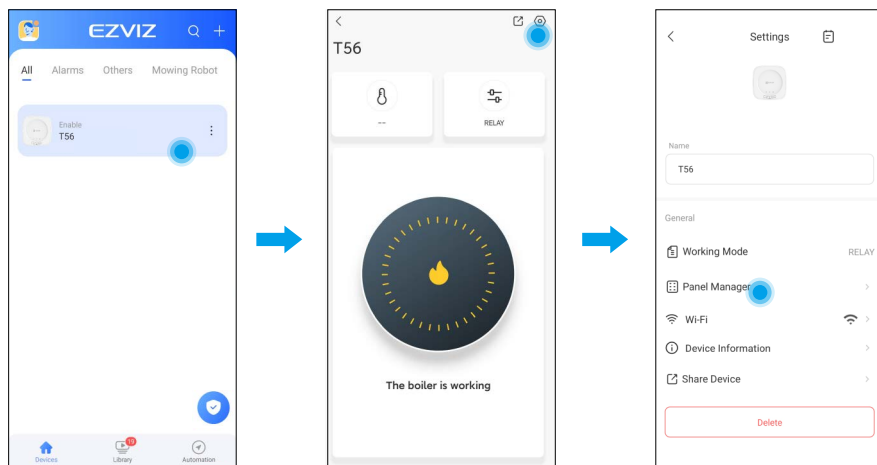 EZVIZ
All Alarms Others Mowing Robot
Enable
T56
Devices
19
Library
Automation
T56
--
RELAY
The boiler is working
Settings
Name
T56
General
Working Mode RELAY
Panel Manager
Wi-Fi
Device Information
Share Device
Delete